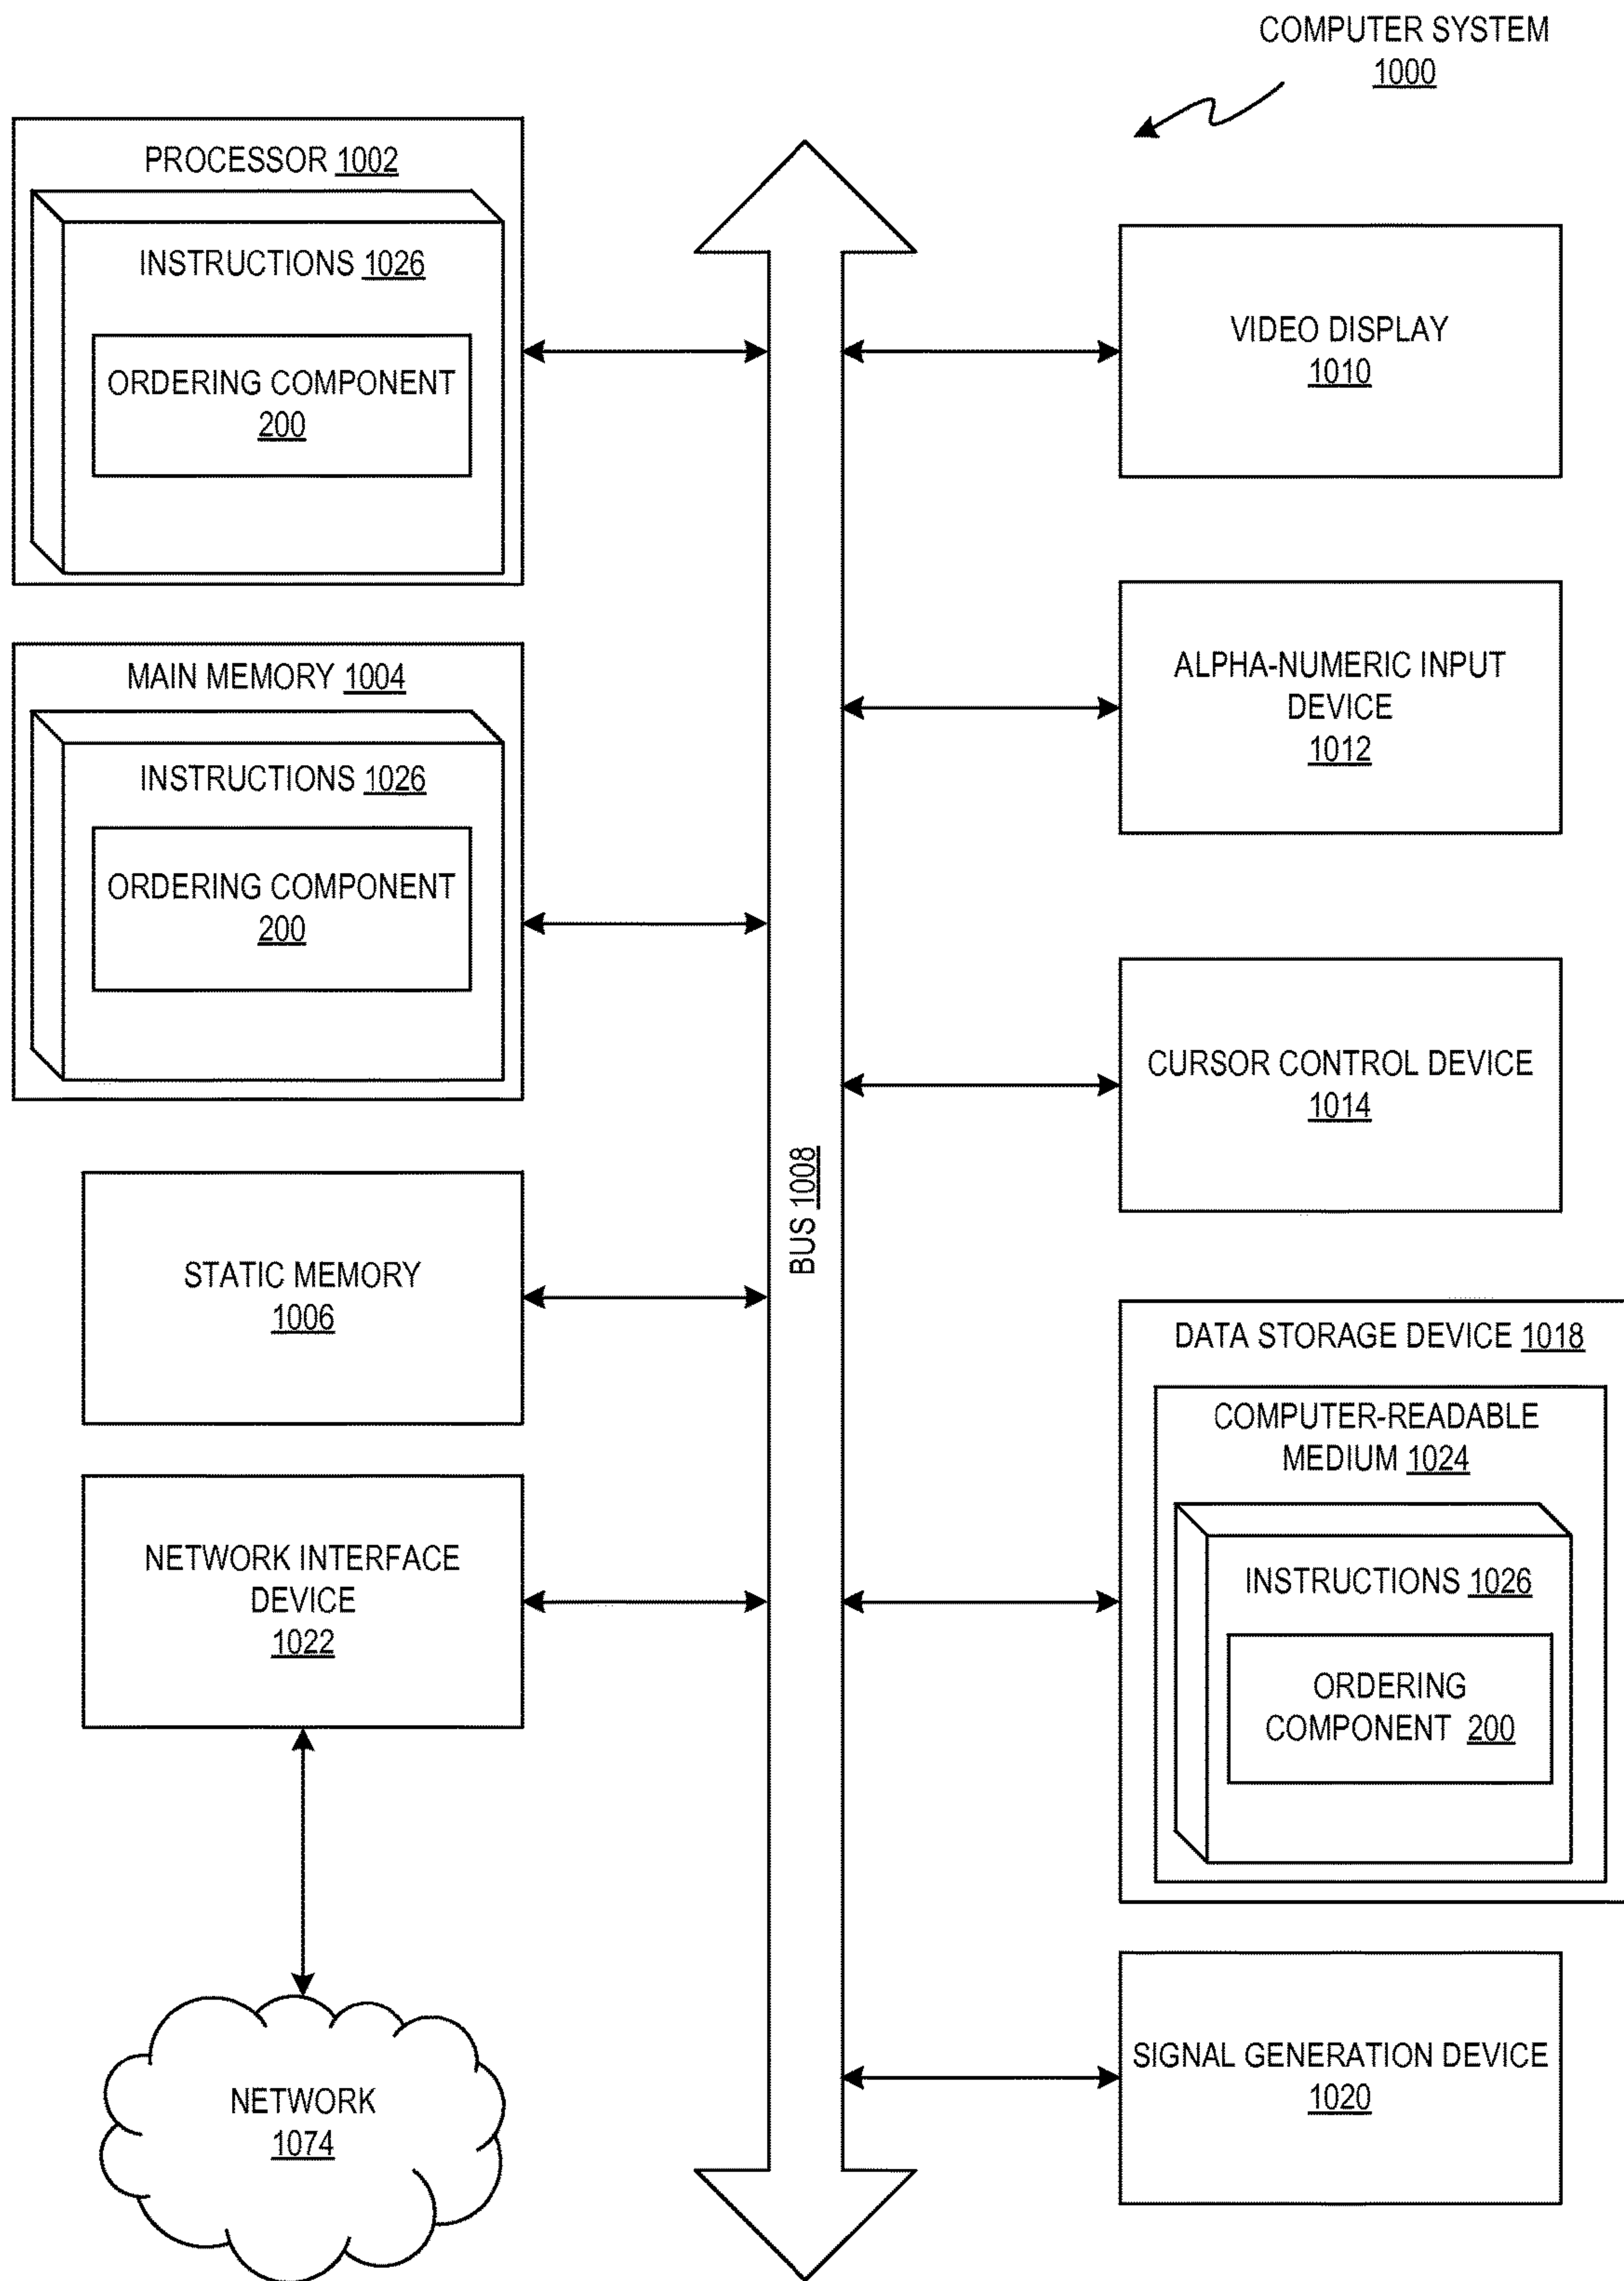 COMPUTER SYSTEM
1000
PROCESSOR 1002
INSTRUCTIONS 1026
ORDERING COMPONENT
200
MAIN MEMORY 1004
INSTRUCTIONS 1026
ORDERING COMPONENT
200
STATIC MEMORY
1006
NETWORK INTERFACE
DEVICE
1022
NETWORK
1074
BUS 1008
VIDEO DISPLAY
1010
ALPHA-NUMERIC INPUT
DEVICE
1012
CURSOR CONTROL DEVICE
1014
DATA STORAGE DEVICE 1018
COMPUTER-READABLE
MEDIUM 1024
INSTRUCTIONS 1026
ORDERING
COMPONENT 200
SIGNAL GENERATION DEVICE
1020